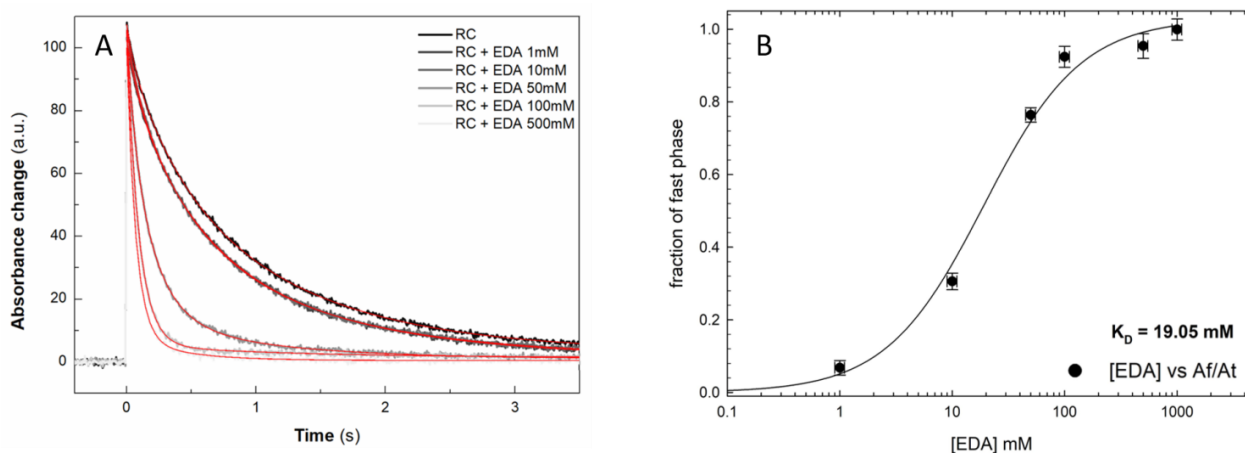 A
RC
RC + EDA 1mM
RC + EDA 10mM
RC + EDA 50mM
RC + EDA 100mM
RC + EDA 500mM
Absorbance change (a.u.)
100
80
60
40
20
0
0
1
2
3
Time (s)
B
fraction of fast phase
1.0
0.8
0.6
0.4
0.2
0.0
K_D = 19.05 mM
[EDA] vs Af/At
0.1
1
10
100
1000
[EDA] mM